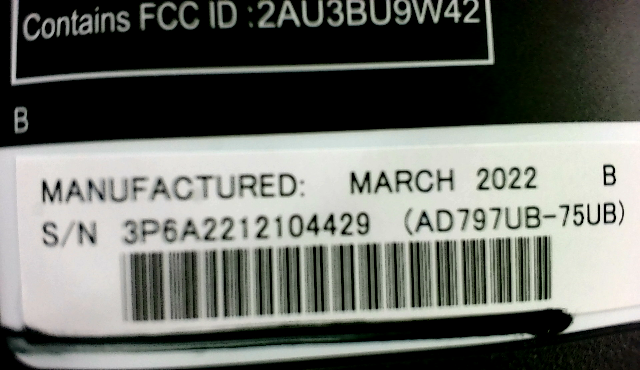 Contains FCC ID :2AU3BU9W42
B
MANUFACTURED: MARCH 2022 B
S/N 3P6A2212104429 (AD797UB-75UB)